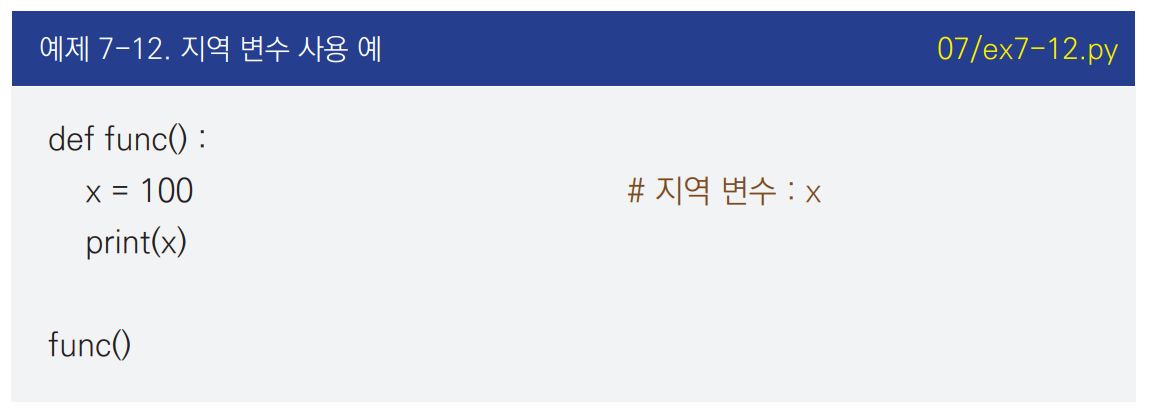 예제 7-12. 지역 변수 사용 예 07/ex7-12.py
def func() :
x = 100 # 지역 변수 : x
print(x)
func()